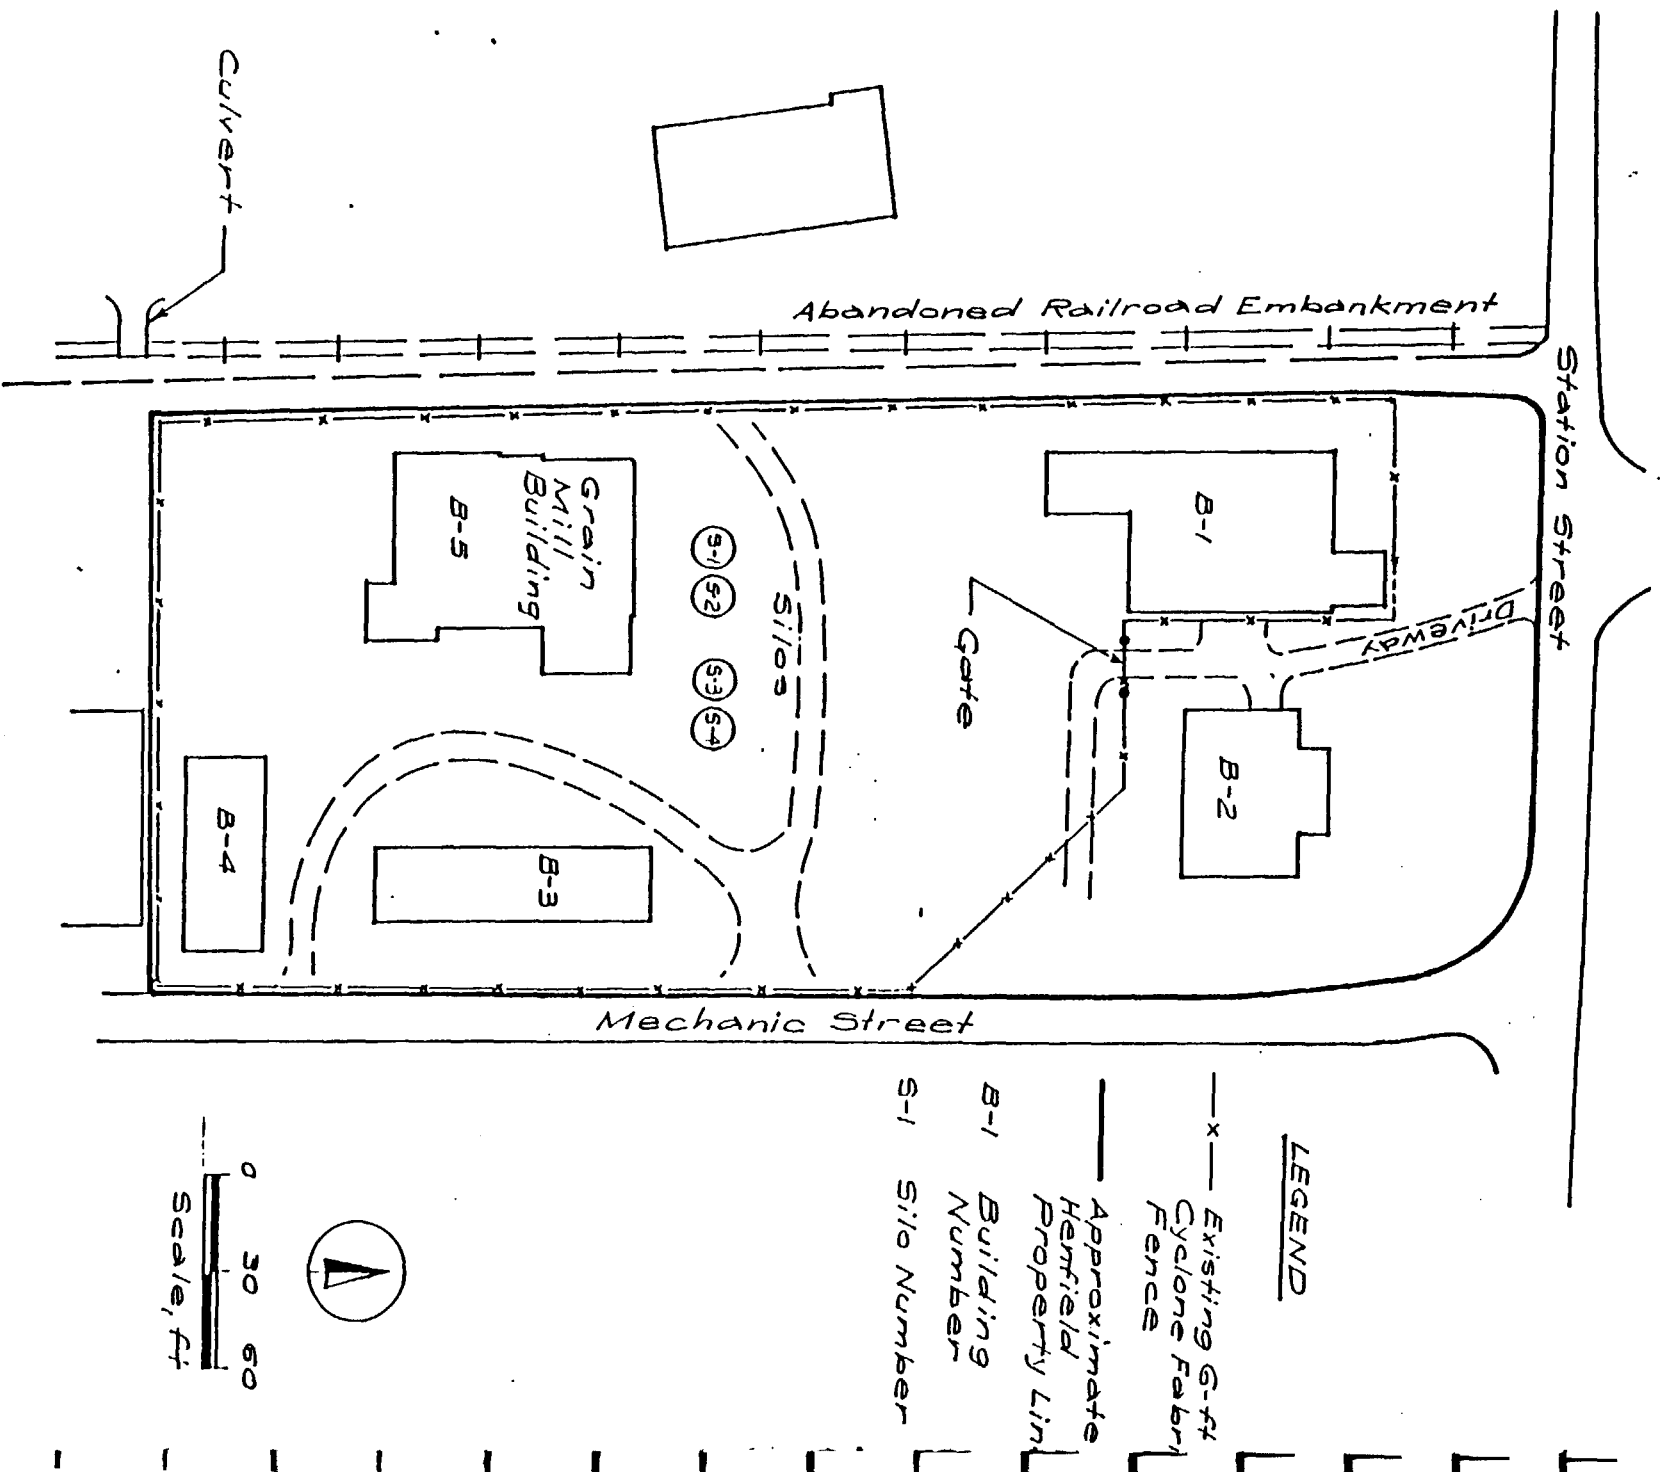 Culvert
Abandoned Railroad Embankment
Station Street
Driveway
B-1
B-2
Gate
Silos
S-1
S-2
S-3
S-4
Grain
Mill
Building
B-5
B-3
B-4
Mechanic Street
LEGEND
—x— Existing 6-ft
Cyclone Fabri
Fence
Approximate
Henfield
Property Lin
B-1 Building
Number
S-1 Silo Number
0 30 60
Scale, ft